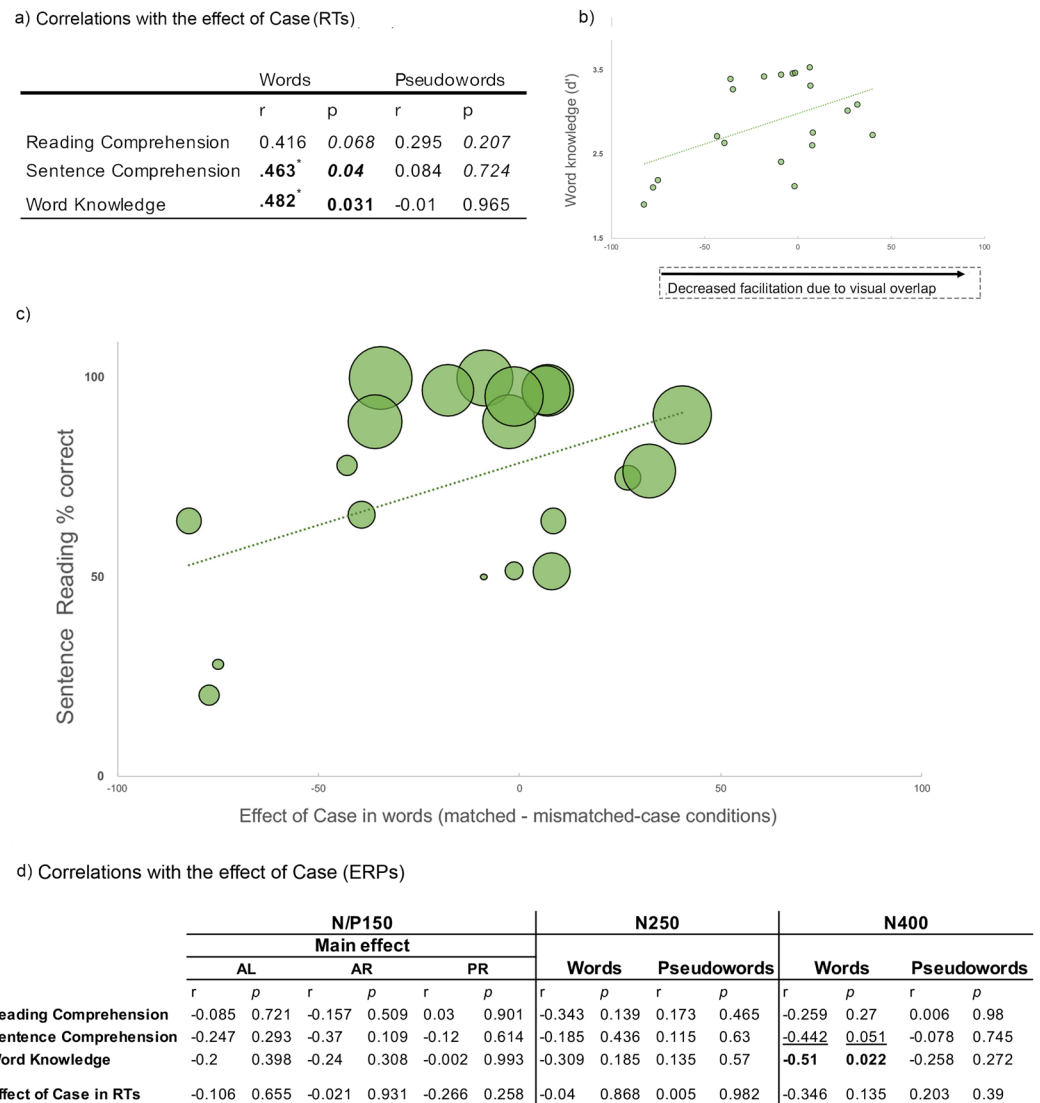 a) Correlations with the effect of Case (RTs)
Words Pseudowords
r p r p
Reading Comprehension 0.416 0.068 0.295 0.207
Sentence Comprehension .463* 0.04 0.084 0.724
Word Knowledge .482* 0.031 -0.01 0.965
b)
Word knowledge (d')
3.5
2.5
1.5
-100 -50 0 50 100
Decreased facilitation due to visual overlap
c)
Sentence Reading % correct
100
50
0
-100 -50 0 50 100
Effect of Case in words (matched - mismatched-case conditions)
d) Correlations with the effect of Case (ERPs)
N/P150 N250 N400
Main effect
AL AR PR Words Pseudowords Words Pseudowords
r p r p r p r p r p r p r p
eading Comprehension -0.085 0.721 -0.157 0.509 0.03 0.901 -0.343 0.139 0.173 0.465 -0.259 0.27 0.006 0.98
entence Comprehension -0.247 0.293 -0.37 0.109 -0.12 0.614 -0.185 0.436 0.115 0.63 -0.442 0.051 -0.078 0.745
ord Knowledge -0.2 0.398 -0.24 0.308 -0.002 0.993 -0.309 0.185 0.135 0.57 -0.51 0.022 -0.258 0.272
ffect of Case in RTs -0.106 0.655 -0.021 0.931 -0.266 0.258 -0.04 0.868 0.005 0.982 -0.346 0.135 0.203 0.39